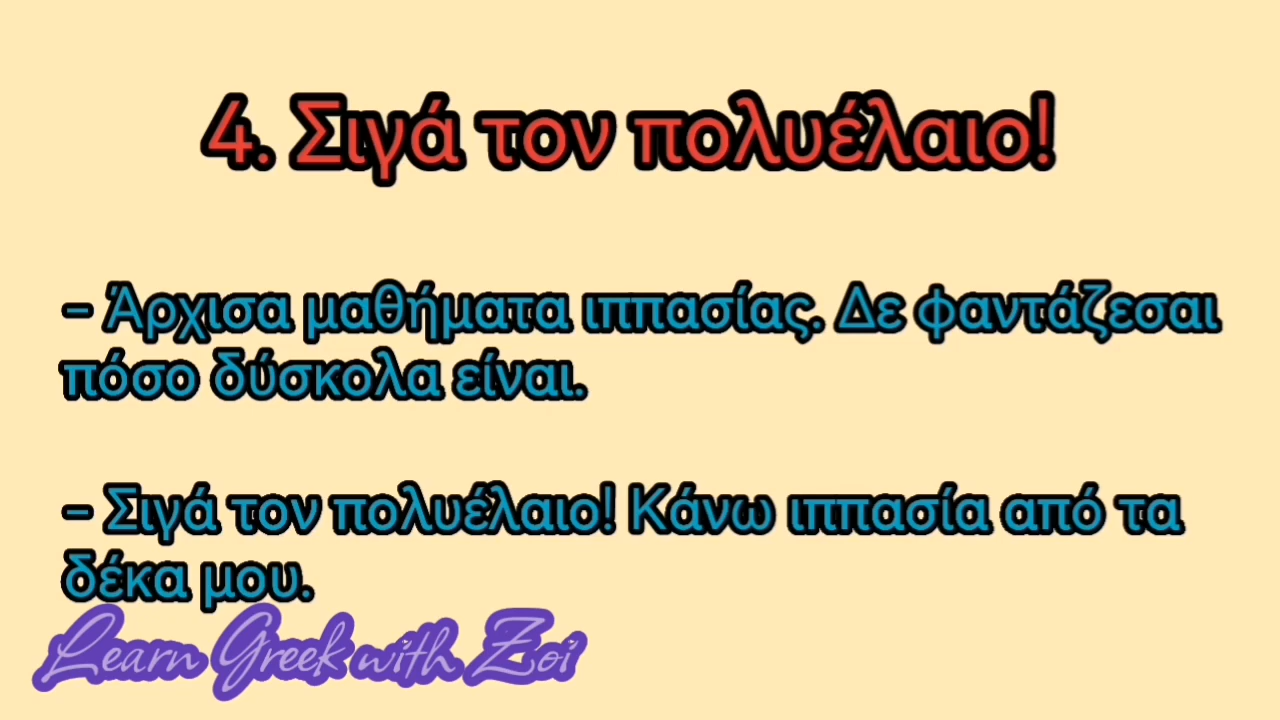 4. Σιγά τον πολυέλαιο!
– Άρχισα μαθήματα ιππασίας. Δε φαντάζεσαι
πόσο δύσκολα είναι.
– Σιγά τον πολυέλαιο! Κάνω ιππασία από τα
δέκα μου.
Learn Greek with Zoi